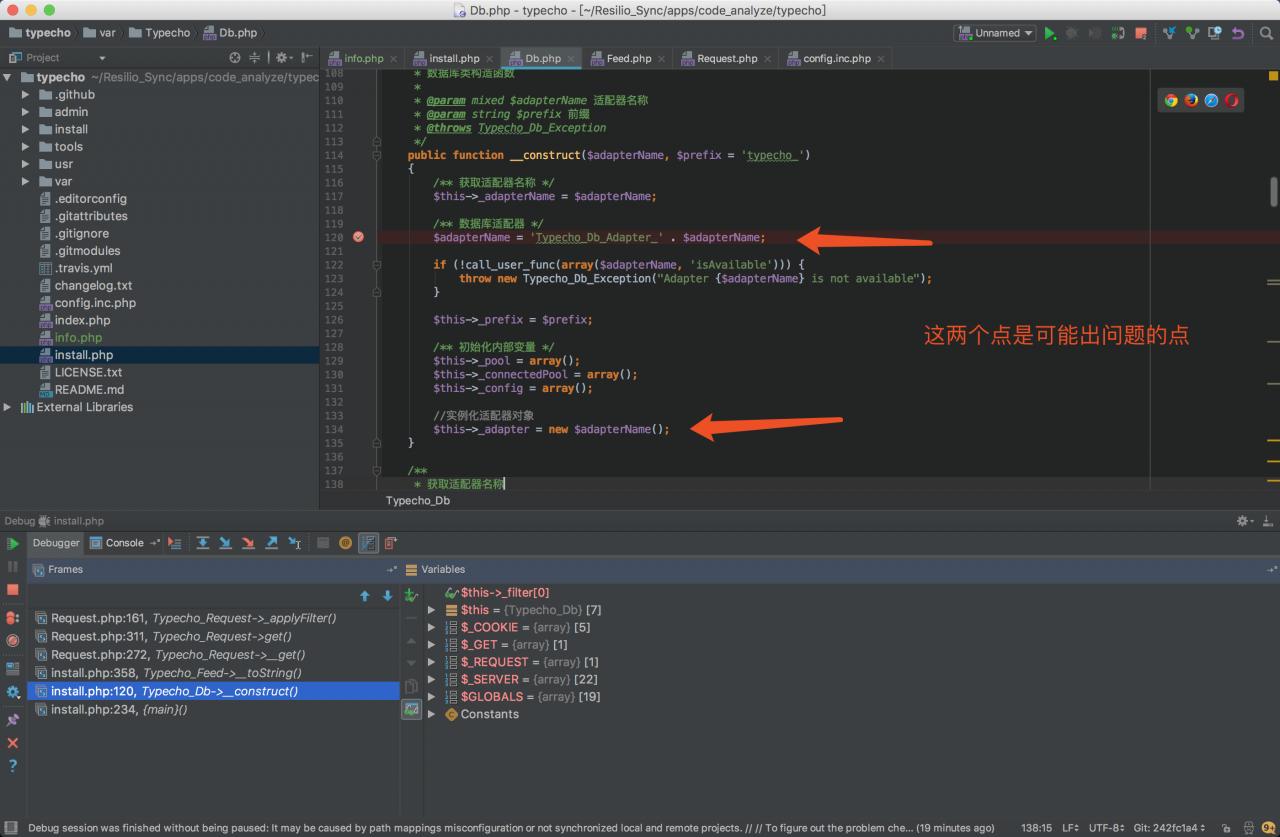 Db.php - typecho - [~/Resilio_Sync/apps/code_analyze/typecho]
typecho
var
Typecho
Db.php
Unnamed
Project
info.php
install.php
Db.php
Feed.php
Request.php
config.inc.php
typecho ~/Resilio_Sync/apps/code_analyze/typec
.github
admin
install
tools
usr
var
.editorconfig
.gitattributes
.gitignore
.gitmodules
.travis.yml
changelog.txt
config.inc.php
index.php
info.php
install.php
LICENSE.txt
README.md
External Libraries
108 * 数据库类构造函数
109 *
110 * @param mixed $adapterName 适配器名称
111 * @param string $prefix 前缀
112 * @throws Typecho_Db_Exception
113 */
114 public function __construct($adapterName, $prefix = 'typecho_')
115 {
116 /** 获取适配器名称 */
117 $this->_adapterName = $adapterName;
118
119 /** 数据库适配器 */
120 $adapterName = 'Typecho_Db_Adapter_' . $adapterName;
121
122 if (!call_user_func(array($adapterName, 'isAvailable'))) {
123 throw new Typecho_Db_Exception("Adapter {$adapterName} is not available");
124 }
125
126 $this->_prefix = $prefix;
127
128 /** 初始化内部变量 */
129 $this->_pool = array();
130 $this->_connectedPool = array();
131 $this->_config = array();
132
133 //实例化适配器对象
134 $this->_adapter = new $adapterName();
135 }
136
137 /**
138 * 获取适配器名称
这两个点是可能出问题的点
Typecho_Db
Debug install.php
Debugger
Console
Frames
Variables
Request.php:161, Typecho_Request->_applyFilter()
Request.php:311, Typecho_Request->get()
Request.php:272, Typecho_Request->__get()
install.php:358, Typecho_Feed->__toString()
install.php:120, Typecho_Db->__construct()
install.php:234, {main}()
$this->_filter[0]
$this = {Typecho_Db} [7]
$_COOKIE = {array} [5]
$_GET = {array} [1]
$_REQUEST = {array} [1]
$_SERVER = {array} [22]
$GLOBALS = {array} [19]
Constants
Debug session was finished without being paused: It may be caused by path mappings misconfiguration or not synchronized local and remote projects. // // To figure out the problem che... (19 minutes ago)
138:15
LF
UTF-8
Git: 242fc1a4